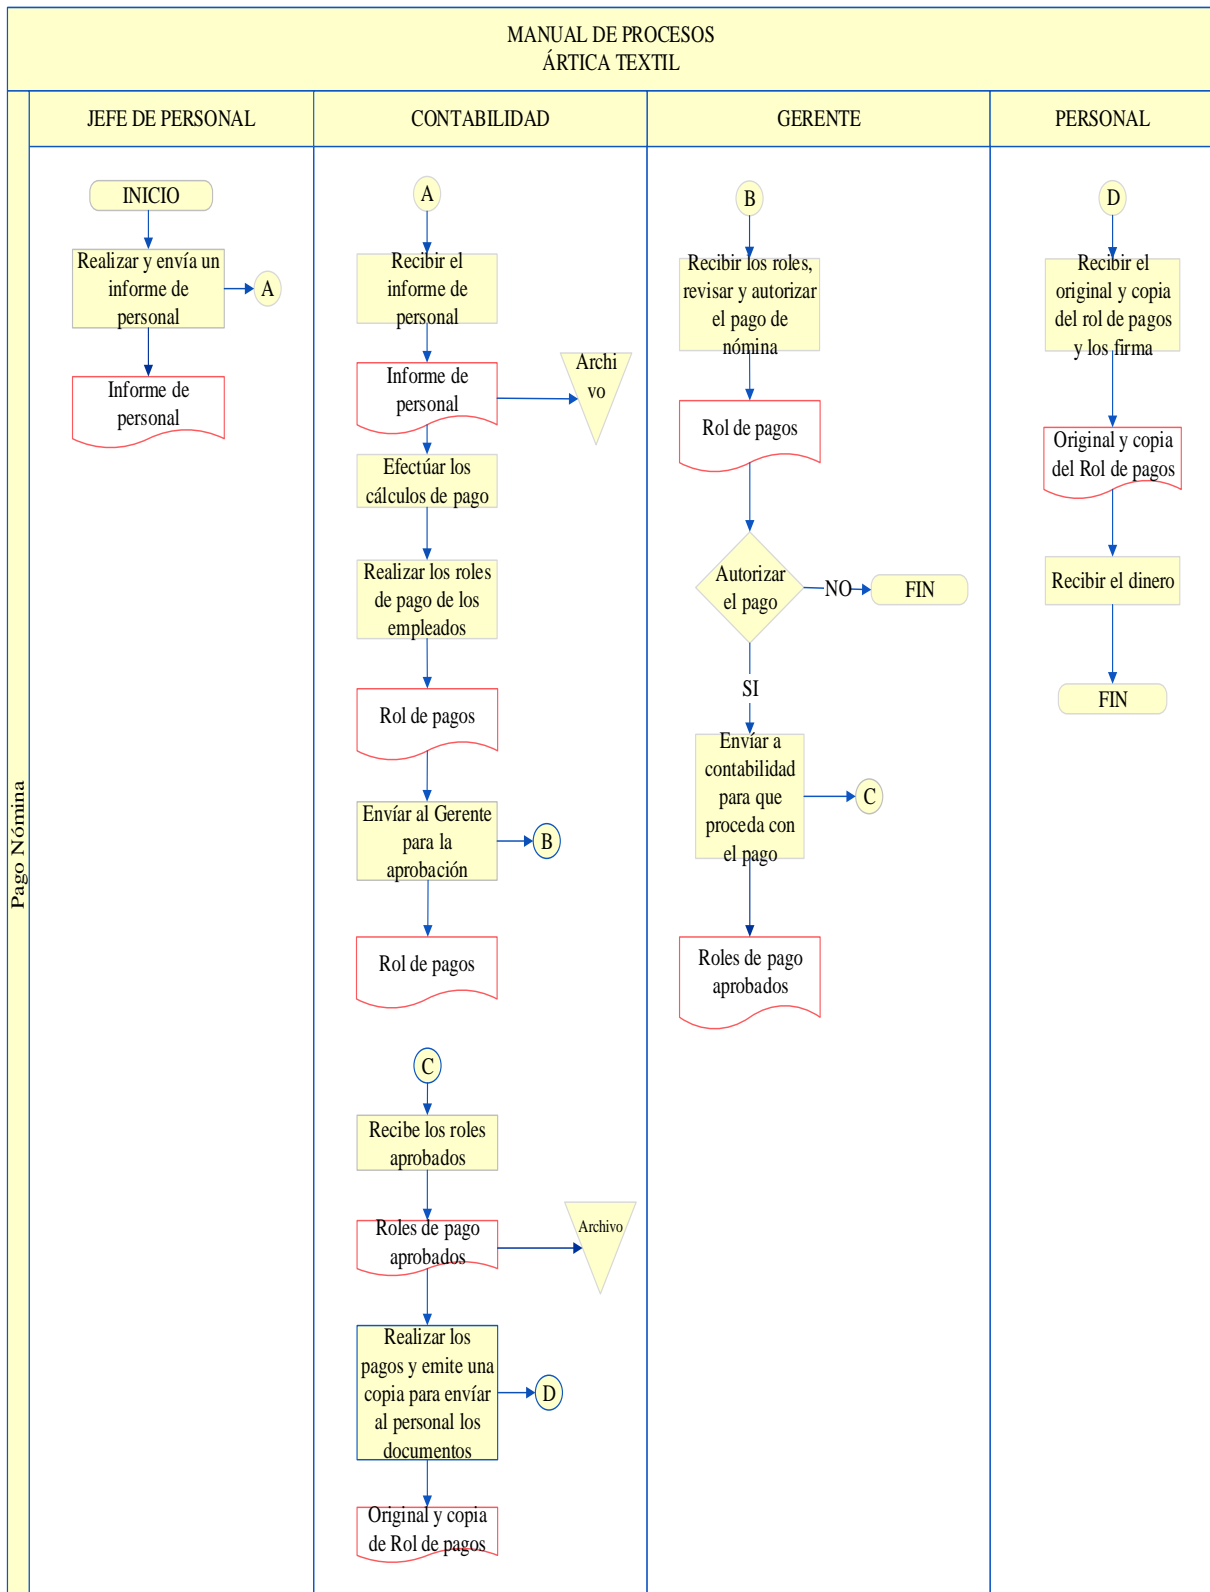 MANUAL DE PROCESOS
ÁRTICA TEXTIL
JEFE DE PERSONAL
CONTABILIDAD
GERENTE
PERSONAL
Pago Nómina
INICIO
Realizar y envía un
informe de
personal
A
Informe de
personal
A
Recibir el
informe de
personal
Informe de
personal
Archi
vo
Efectúar los
cálculos de pago
Realizar los roles
de pago de los
empleados
Rol de pagos
Envíar al Gerente
para la
aprobación
B
Rol de pagos
C
Recibe los roles
aprobados
Roles de pago
aprobados
Archivo
Realizar los
pagos y emite una
copia para envíar
al personal los
documentos
D
Original y copia
de Rol de pagos
B
Recibir los roles,
revisar y autorizar
el pago de
nómina
Rol de pagos
Autorizar
el pago
NO
FIN
SI
Envíar a
contabilidad
para que
proceda con
el pago
C
Roles de pago
aprobados
D
Recibir el
original y copia
del rol de pagos
y los firma
Original y copia
del Rol de pagos
Recibir el dinero
FIN